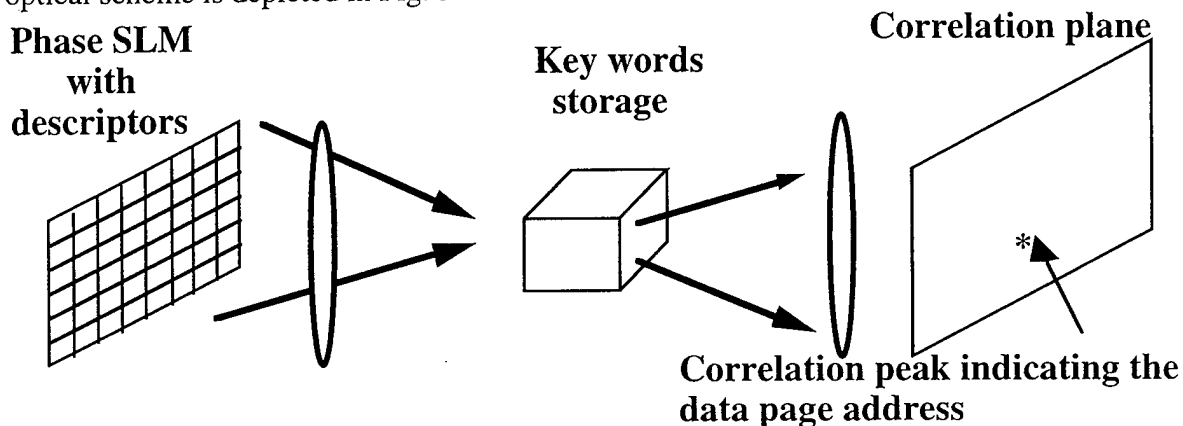 optical scheme is depicted in Fig.
Phase SLM
with
descriptors
Key words
storage
Correlation plane
*
Correlation peak indicating the
data page address